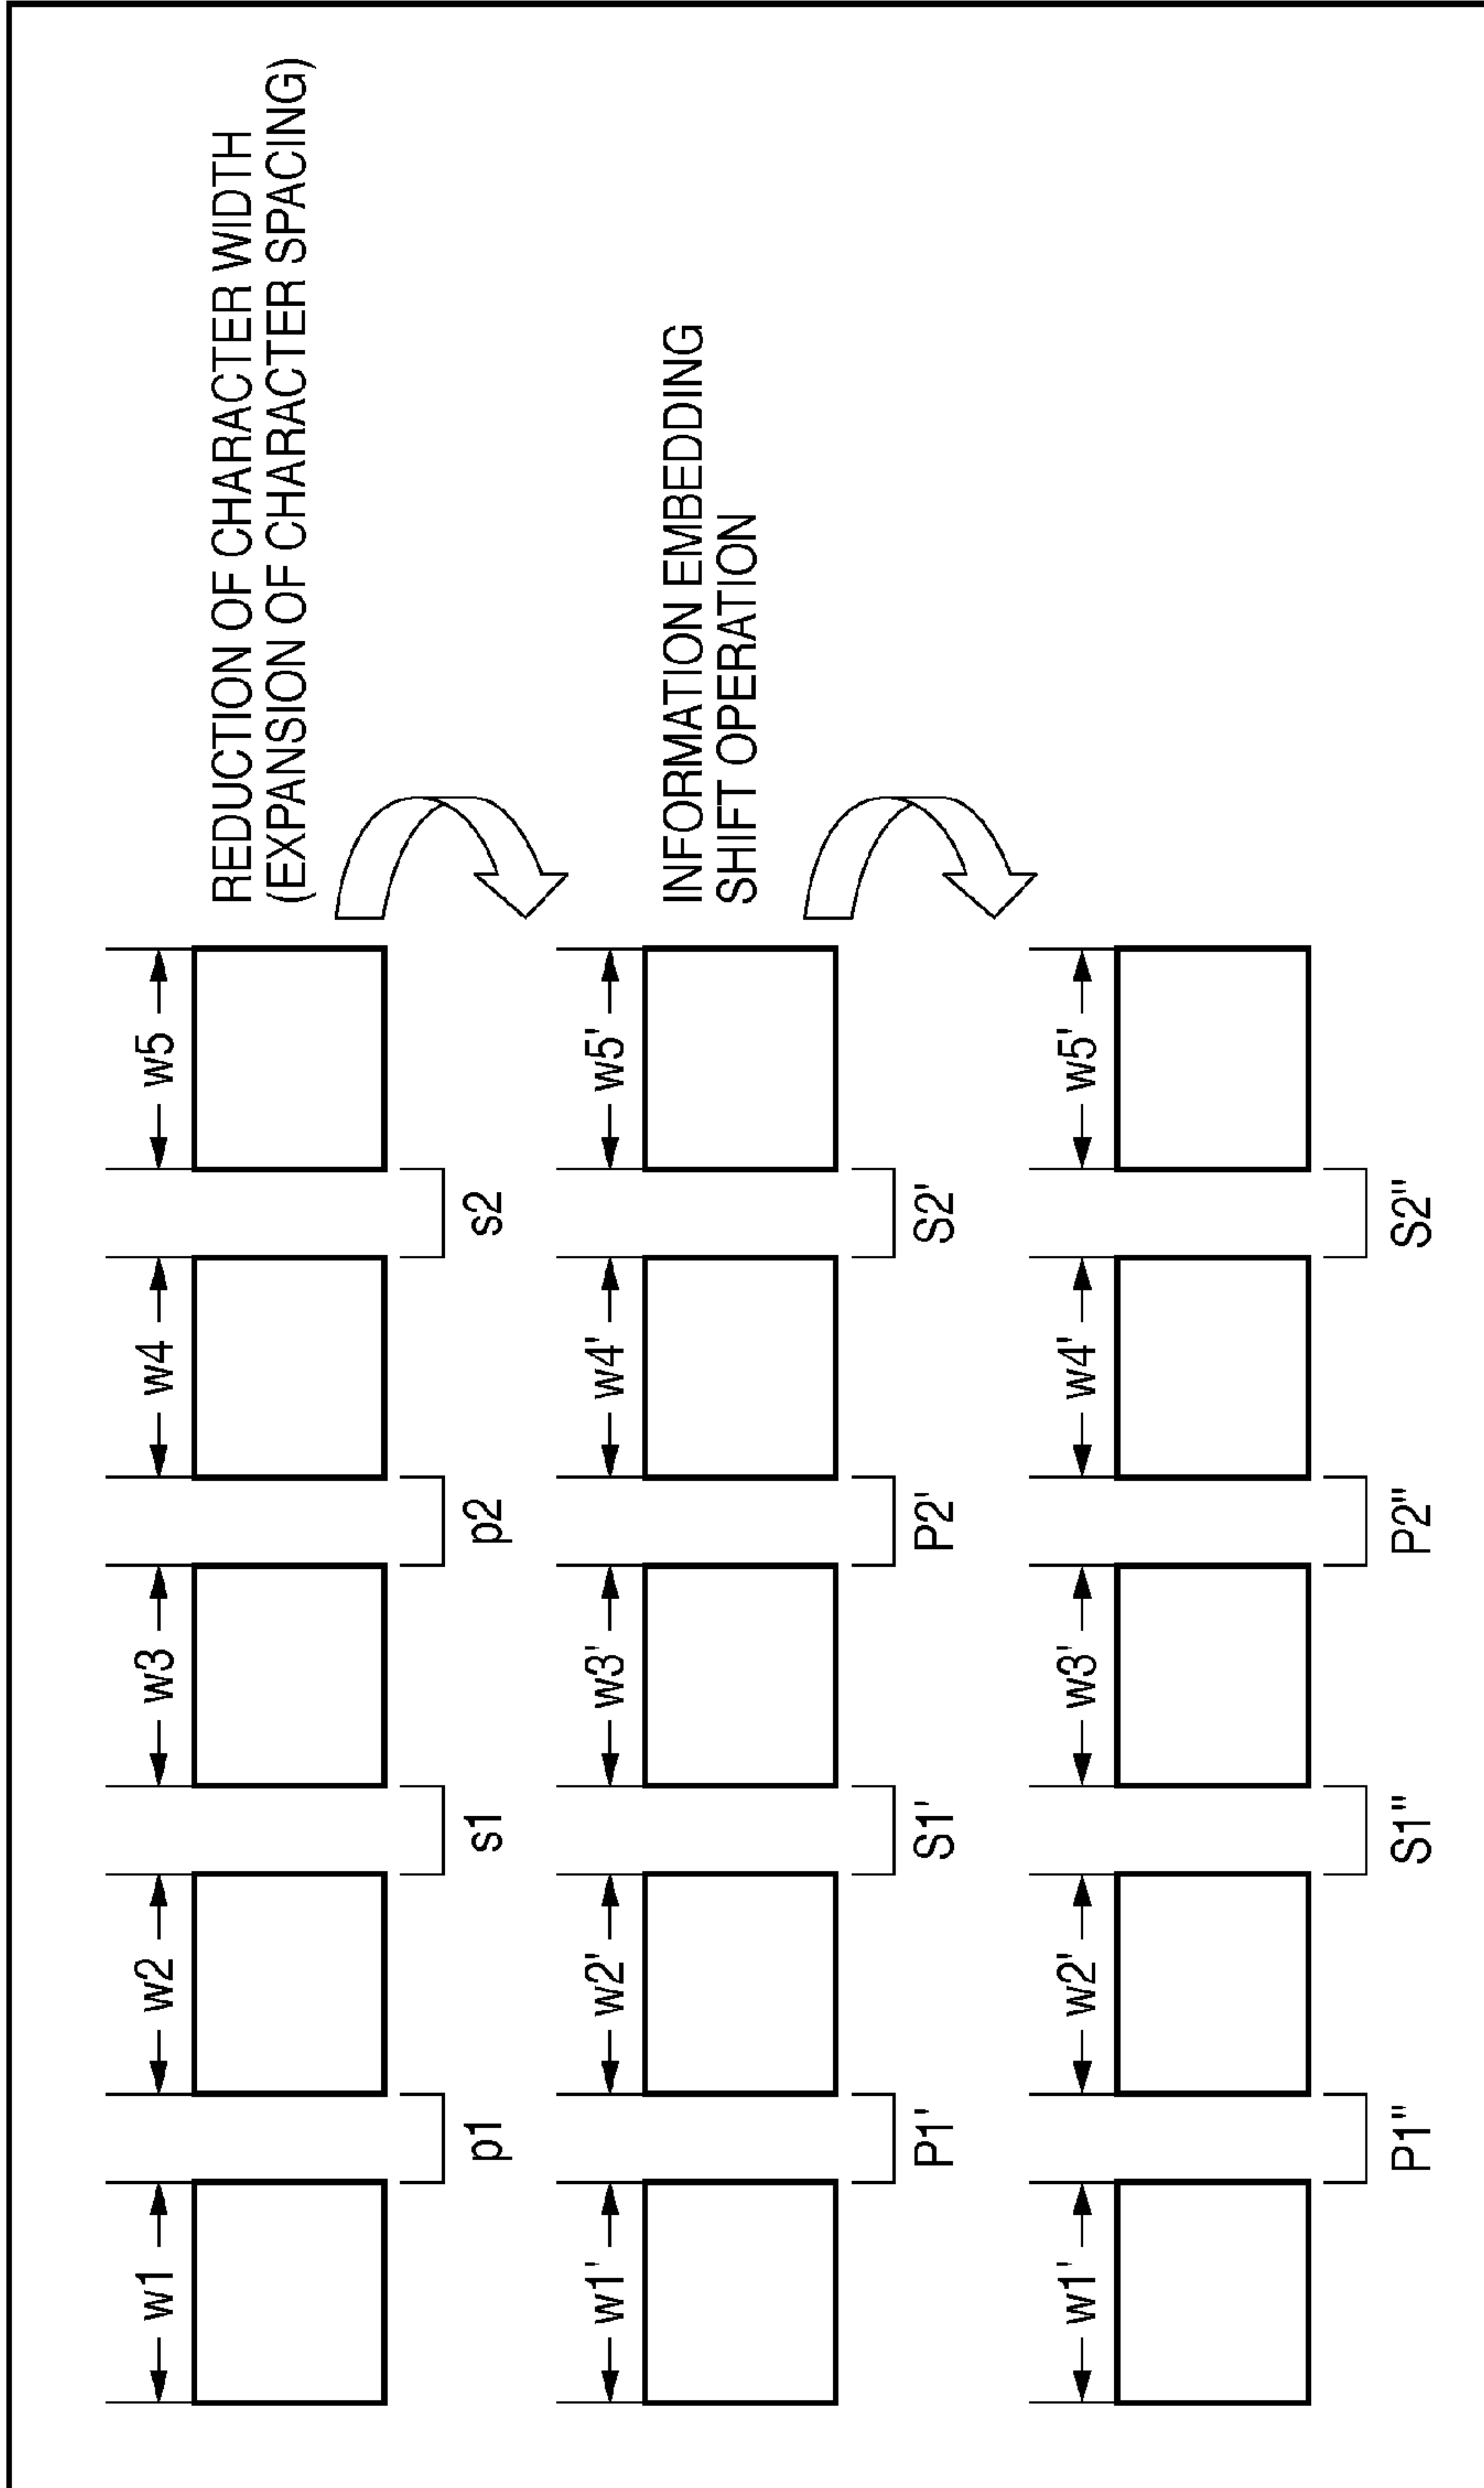 w1 w2 w3 w4 w5
REDUCTION OF CHARACTER WIDTH
(EXPANSION OF CHARACTER SPACING)
p1 s1 p2 s2
w1' w2' w3' w4' w5'
INFORMATION EMBEDDING
SHIFT OPERATION
P1' S1' P2' S2'
w1' w2' w3' w4' w5'
P1" S1" P2" S2"